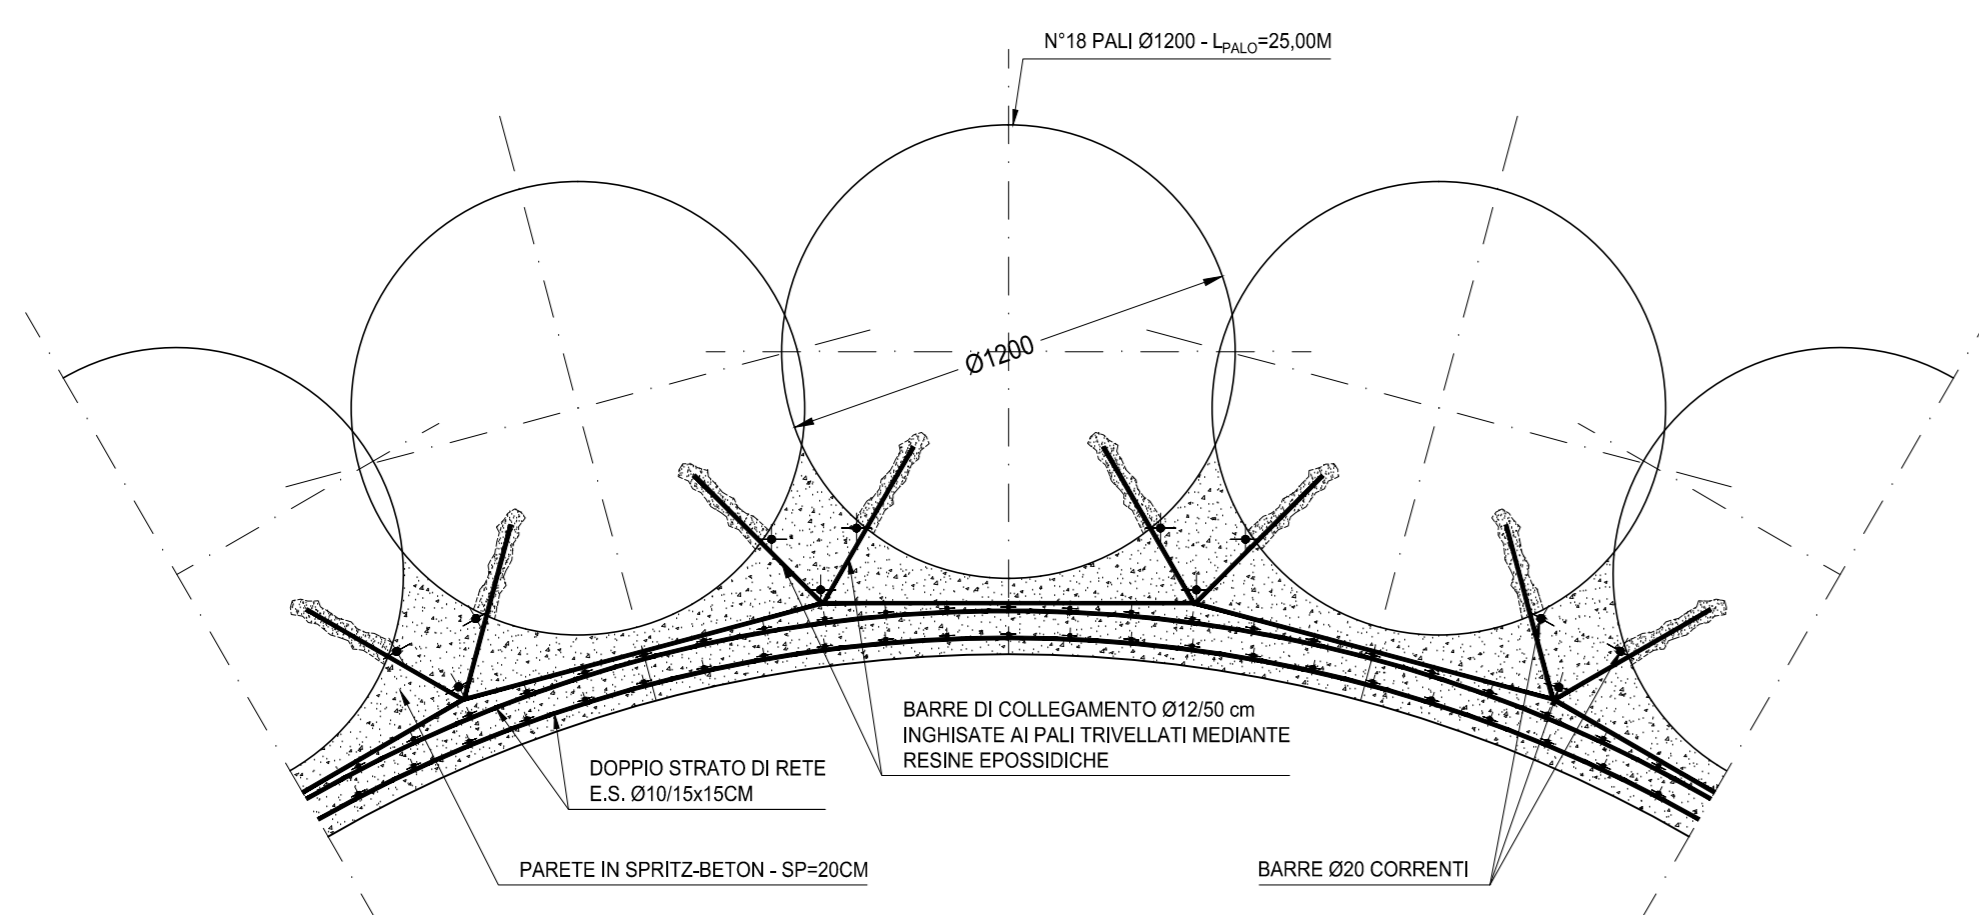 N°18 PALI Ø1200 - LPALO=25,00M
Ø1200
BARRE DI COLLEGAMENTO Ø12/50 cm
INGHISATE AI PALI TRIVELLATI MEDIANTE
RESINE EPOSSIDICHE
DOPPIO STRATO DI RETE
E.S. Ø10/15x15CM
PARETE IN SPRITZ-BETON - SP=20CM
BARRE Ø20 CORRENTI